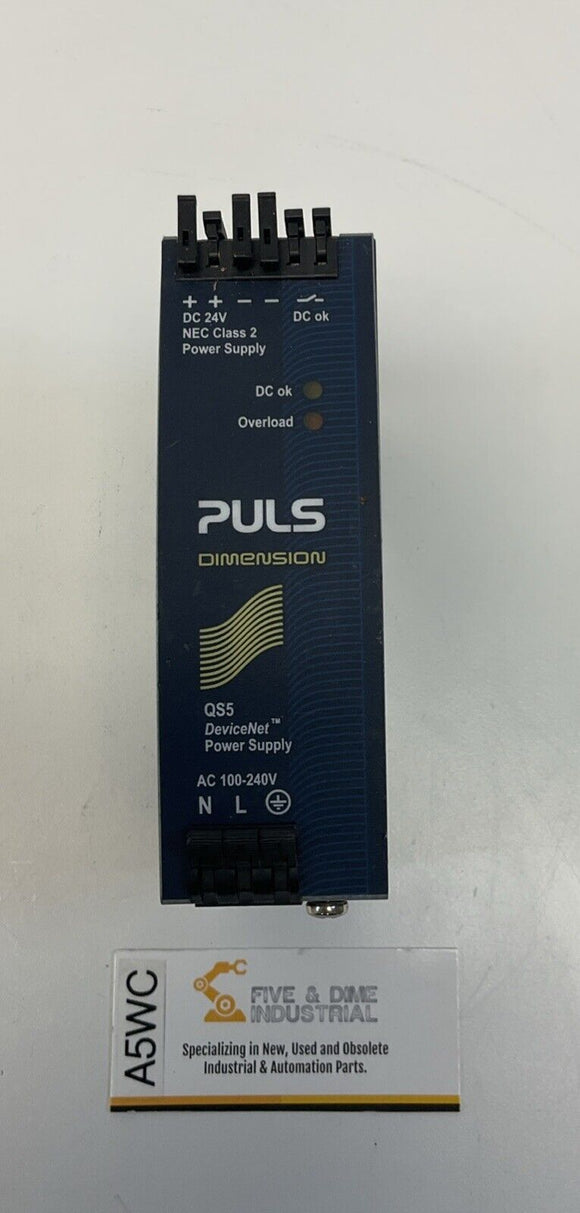 + + − −
DC 24V DC ok
NEC Class 2
Power Supply
DC ok
Overload
PULS
DIMENSION
QS5
DeviceNet™
Power Supply
AC 100-240V
N L
A5WC
FIVE & DIME
INDUSTRIAL
Specializing in New, Used and Obsolete
Industrial & Automation Parts.